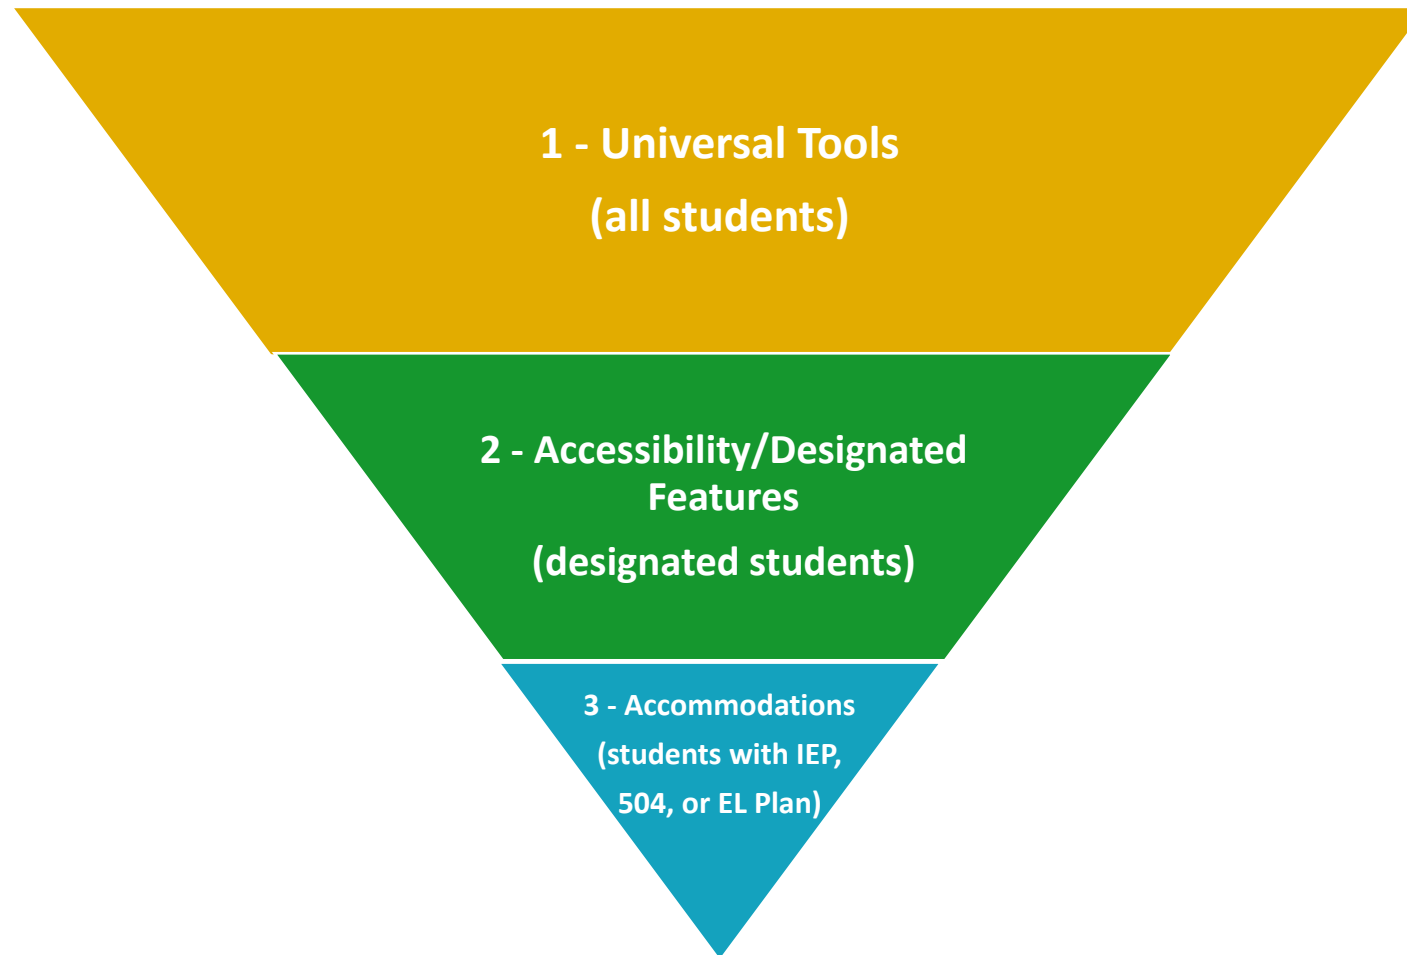 1 - Universal Tools
(all students)
2 - Accessibility/Designated
Features
(designated students)
3 - Accommodations
(students with IEP,
504, or EL Plan)